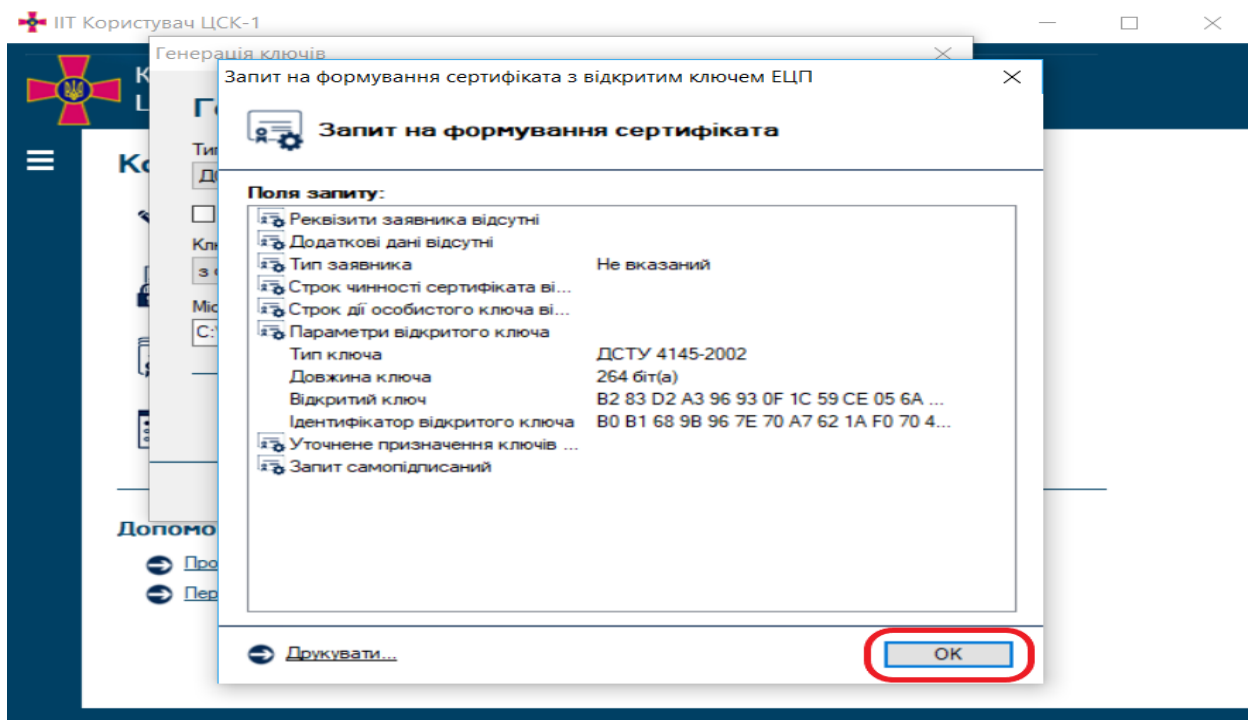 ІІТ Користувач ЦСК-1
Генерація ключів
Запит на формування сертифіката з відкритим ключем ЕЦП
Запит на формування сертифіката
Поля запиту:
Реквізити заявника відсутні
Додаткові дані відсутні
Тип заявника Не вказаний
Строк чинності сертифіката ві...
Строк дії особистого ключа ві...
Параметри відкритого ключа
Тип ключа ДСТУ 4145-2002
Довжина ключа 264 біт(а)
Відкритий ключ B2 83 D2 A3 96 93 0F 1C 59 CE 05 6A ...
Ідентифікатор відкритого ключа B0 B1 68 9B 96 7E 70 A7 62 1A F0 70 4...
Уточнене призначення ключів ...
Запит самопідписаний
Друкувати...
OK